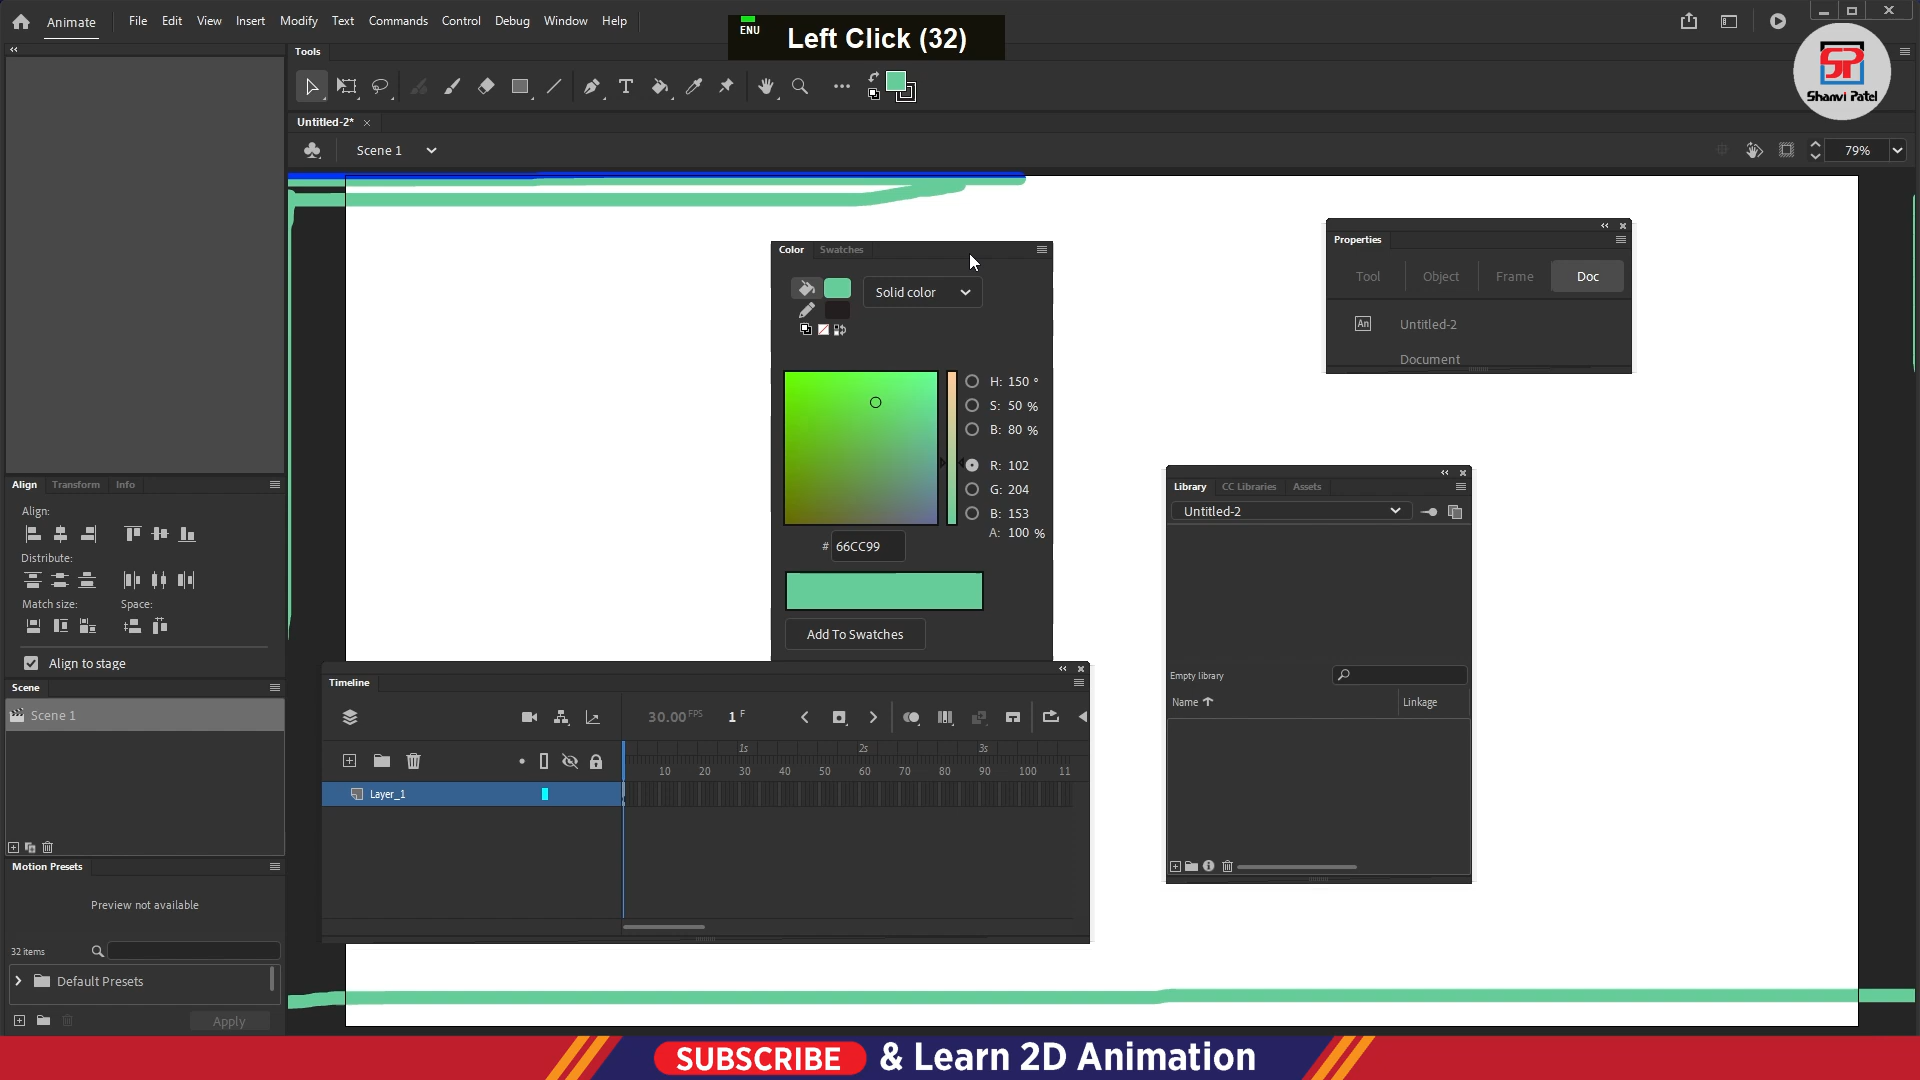 Animate File Edit View Insert Modify Text Commands Control Debug Window Help
ENU Left Click (32)
SP
Shanvi Patel
Tools
T
Untitled-2*
Scene 1
79%
Color Swatches
Solid color
H: 150 °
S: 50 %
B: 80 %
R: 102
G: 204
B: 153
A: 100 %
# 66CC99
Add To Swatches
Properties
Tool Object Frame Doc
An Untitled-2
Document
Align Transform Info
Align:
Distribute:
Match size: Space:
Align to stage
Scene
Scene 1
Motion Presets
Preview not available
32 items
Default Presets
Apply
Timeline
30.00 FPS 1 F
1s 2s 3s
10 20 30 40 50 60 70 80 90 100 11
Layer_1
Library CC Libraries Assets
Untitled-2
Empty library
Name Linkage
SUBSCRIBE & Learn 2D Animation